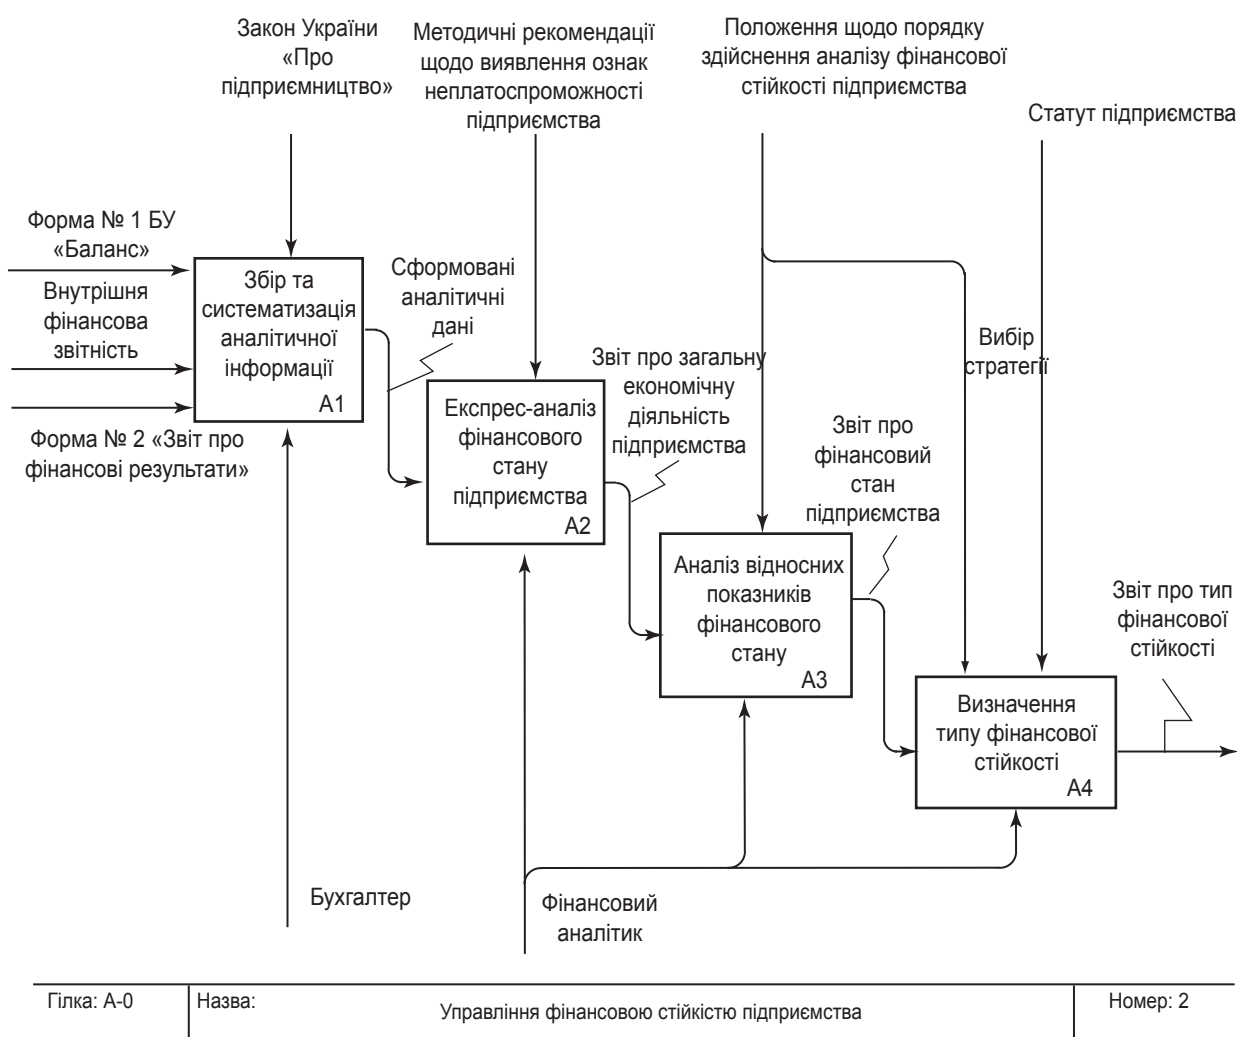 Закон України
«Про
підприємництво»
Методичні рекомендації
щодо виявлення ознак
неплатоспроможності
підприємства
Положення щодо порядку
здійснення аналізу фінансової
стійкості підприємства
Статут підприємства
Форма № 1 БУ
«Баланс»
Внутрішня
фінансова
звітність
Форма № 2 «Звіт про
фінансові результати»
Збір та
систематизація
аналітичної
інформації
А1
Сформовані
аналітичні
дані
Експрес-аналіз
фінансового
стану
підприємства
А2
Звіт про загальну
економічну
діяльність
підприємства
Вибір
стратегії
Аналіз відносних
показників
фінансового
стану
А3
Звіт про
фінансовий
стан
підприємства
Визначення
типу фінансової
стійкості
А4
Звіт про тип
фінансової
стійкості
Бухгалтер
Фінансовий
аналітик
Гілка: А-0
Назва:
Управління фінансовою стійкістю підприємства
Номер: 2